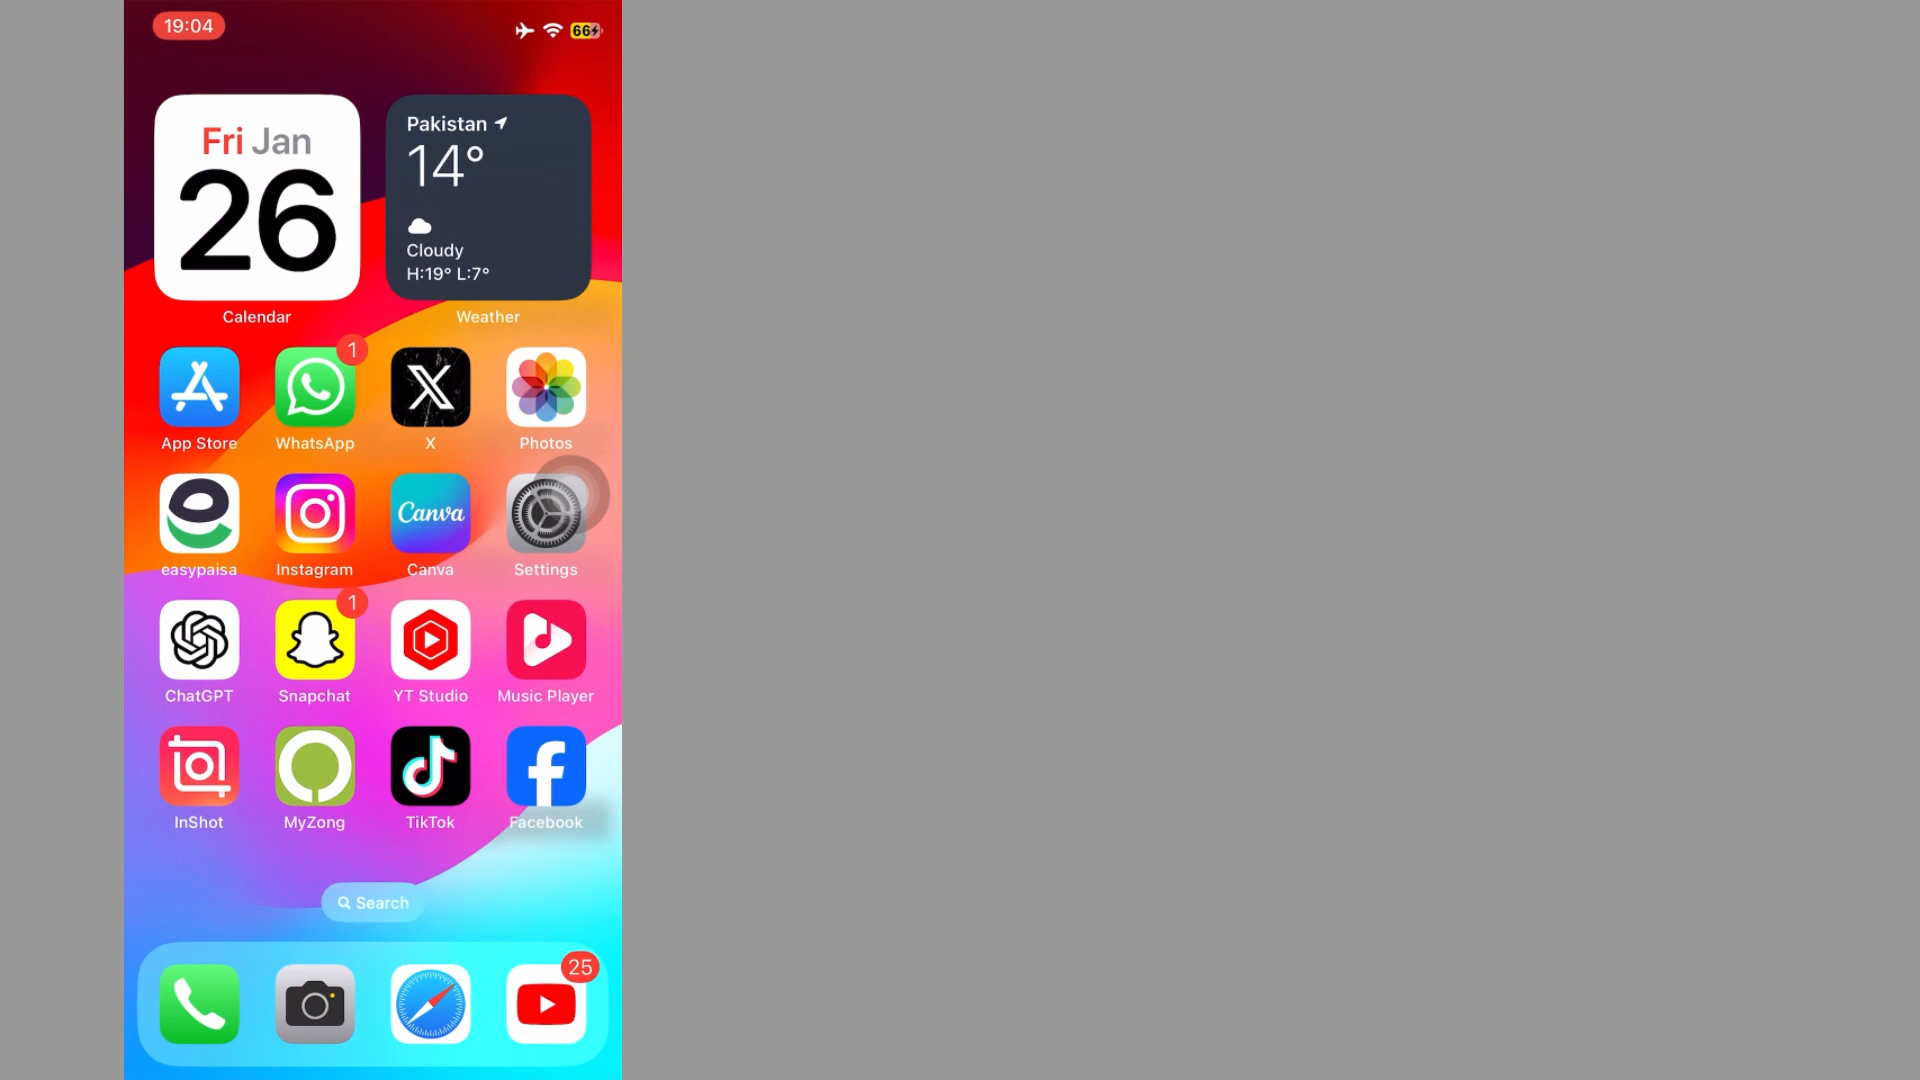 19:04
66
Fri Jan
26
Calendar
Pakistan
14°
Cloudy
H:19° L:7°
Weather
1
App Store
WhatsApp
X
Photos
Canva
easypaisa
Instagram
Canva
Settings
1
ChatGPT
Snapchat
YT Studio
Music Player
InShot
MyZong
TikTok
Facebook
Search
25